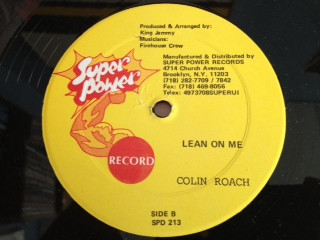 Produced & Arranged by:
King Jammy
Musicians:
Firehouse Crew
Manufactured & Distributed by
SUPER POWER RECORDS
4714 Church Avenue
Brooklyn, N.Y. 11203
(718) 282-7709 / 7842
Fax: (718) 469-8056
Telex: 4973708SUPERUI
Super
Power
RECORD
LEAN ON ME
COLIN ROACH
SIDE B
SPD 213